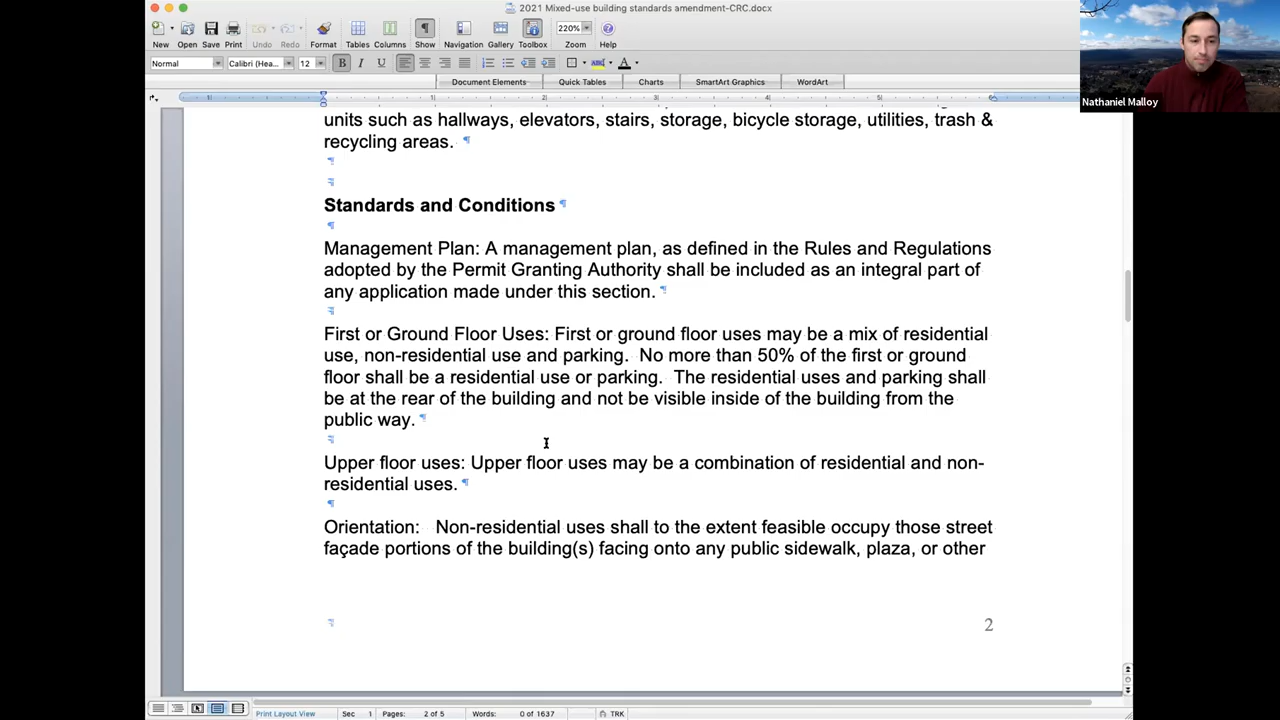 2021 Mixed-use building standards amendment-CRC.docx
220%
New Open Save Print Undo Redo Format Tables Columns Show Navigation Gallery Toolbox Zoom Help
Normal Calibri (Hea... 12 B I U
Document Elements Quick Tables Charts SmartArt Graphics WordArt
Nathaniel Malloy
units such as hallways, elevators, stairs, storage, bicycle storage, utilities, trash &
recycling areas.
Standards and Conditions
Management Plan: A management plan, as defined in the Rules and Regulations
adopted by the Permit Granting Authority shall be included as an integral part of
any application made under this section.
First or Ground Floor Uses: First or ground floor uses may be a mix of residential
use, non-residential use and parking. No more than 50% of the first or ground
floor shall be a residential use or parking. The residential uses and parking shall
be at the rear of the building and not be visible inside of the building from the
public way.
Upper floor uses: Upper floor uses may be a combination of residential and non-
residential uses.
Orientation: Non-residential uses shall to the extent feasible occupy those street
façade portions of the building(s) facing onto any public sidewalk, plaza, or other
2
Print Layout View Sec 1 Pages: 2 of 5 Words: 0 of 1637 TRK